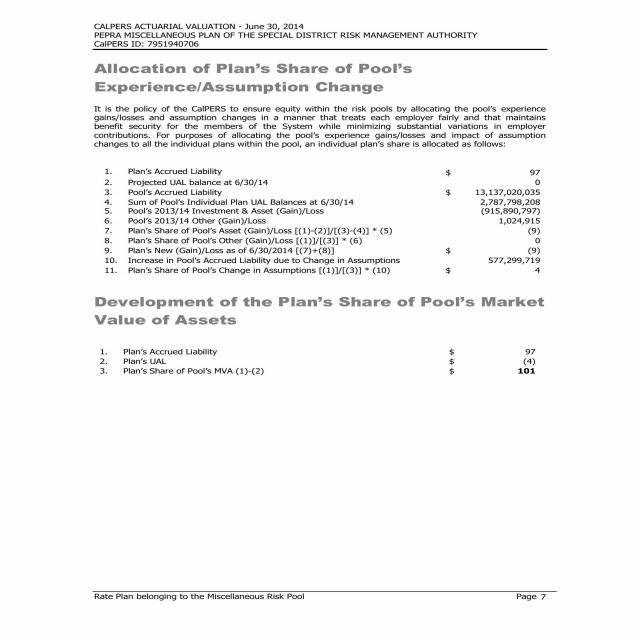 CALPERS ACTUARIAL VALUATION - June 30, 2014
PEPRA MISCELLANEOUS PLAN OF THE SPECIAL DISTRICT RISK MANAGEMENT AUTHORITY
CalPERS ID: 7951940706
Allocation of Plan's Share of Pool's
Experience/Assumption Change
It is the policy of the CalPERS to ensure equity within the risk pools by allocating the pool's experience
gains/losses and assumption changes in a manner that treats each employer fairly and that maintains
benefit security for the members of the System while minimizing substantial variations in employer
contributions. For purposes of allocating the pool's experience gains/losses and impact of assumption
changes to all the individual plans within the pool, an individual plan's share is allocated as follows:
1. Plan's Accrued Liability $ 97
2. Projected UAL balance at 6/30/14 0
3. Pool's Accrued Liability $ 13,137,020,035
4. Sum of Pool's Individual Plan UAL Balances at 6/30/14 2,787,798,208
5. Pool's 2013/14 Investment & Asset (Gain)/Loss (915,890,797)
6. Pool's 2013/14 Other (Gain)/Loss 1,024,915
7. Plan's Share of Pool's Asset (Gain)/Loss [(1)-(2)]/[(3)-(4)] * (5) (9)
8. Plan's Share of Pool's Other (Gain)/Loss [(1)]/[(3)] * (6) 0
9. Plan's New (Gain)/Loss as of 6/30/2014 [(7)+(8)] $ (9)
10. Increase in Pool's Accrued Liability due to Change in Assumptions 577,299,719
11. Plan's Share of Pool's Change in Assumptions [(1)]/[(3)] * (10) $ 4
Development of the Plan's Share of Pool's Market
Value of Assets
1. Plan's Accrued Liability $ 97
2. Plan's UAL $ (4)
3. Plan's Share of Pool's MVA (1)-(2) $ 101
Rate Plan belonging to the Miscellaneous Risk Pool Page 7